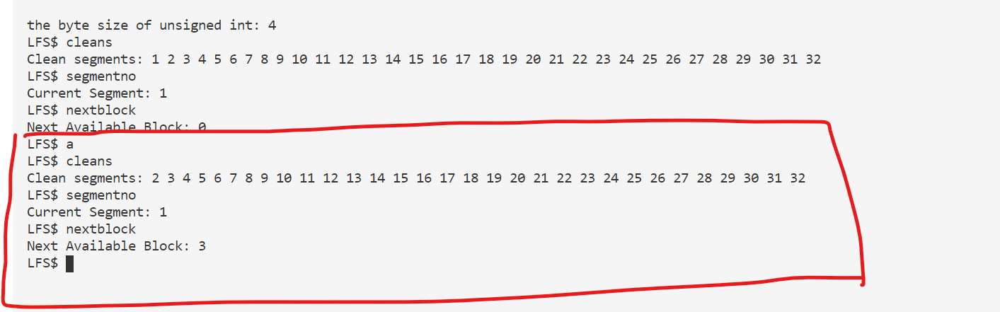 the byte size of unsigned int: 4
LFS$ cleans
Clean segments: 1 2 3 4 5 6 7 8 9 10 11 12 13 14 15 16 17 18 19 20 21 22 23 24 25 26 27 28 29 30 31 32
LFS$ segmentno
Current Segment: 1
LFS$ nextblock
Next Available Block: 0
LFS$ a
LFS$ cleans
Clean segments: 2 3 4 5 6 7 8 9 10 11 12 13 14 15 16 17 18 19 20 21 22 23 24 25 26 27 28 29 30 31 32
LFS$ segmentno
Current Segment: 1
LFS$ nextblock
Next Available Block: 3
LFS$